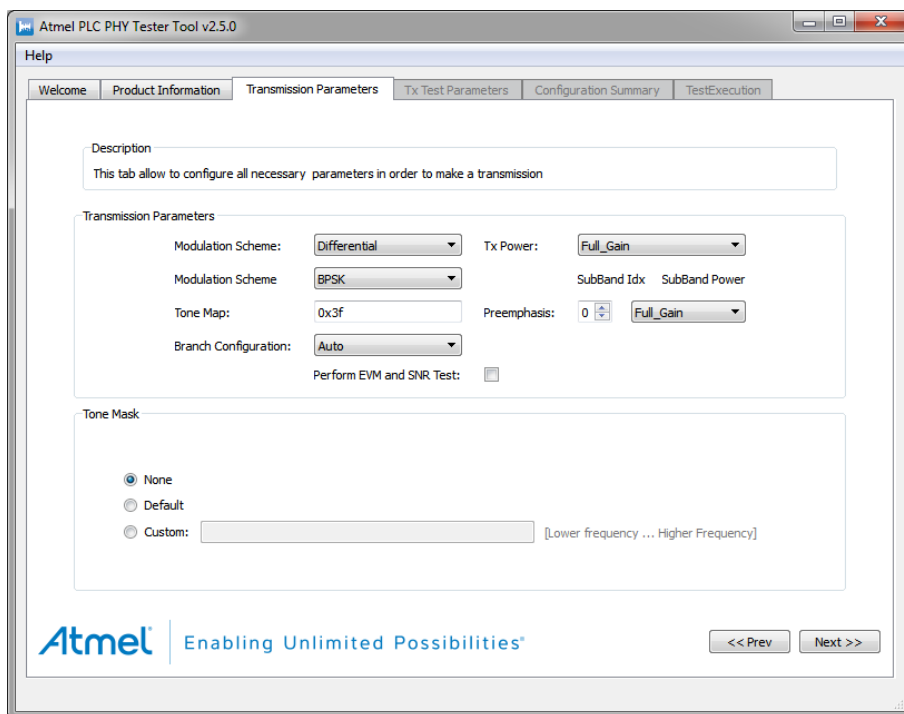 Atmel PLC PHY Tester Tool v2.5.0
Help
Welcome Product Information Transmission Parameters Tx Test Parameters Configuration Summary TestExecution
Description
This tab allow to configure all necessary parameters in order to make a transmission
Transmission Parameters
Modulation Scheme: Differential Tx Power: Full_Gain
Modulation Scheme BPSK SubBand Idx SubBand Power
Tone Map: 0x3f Preemphasis: 0 Full_Gain
Branch Configuration: Auto
Perform EVM and SNR Test:
Tone Mask
None
Default
Custom: [Lower frequency ... Higher Frequency]
Atmel Enabling Unlimited Possibilities® << Prev Next >>